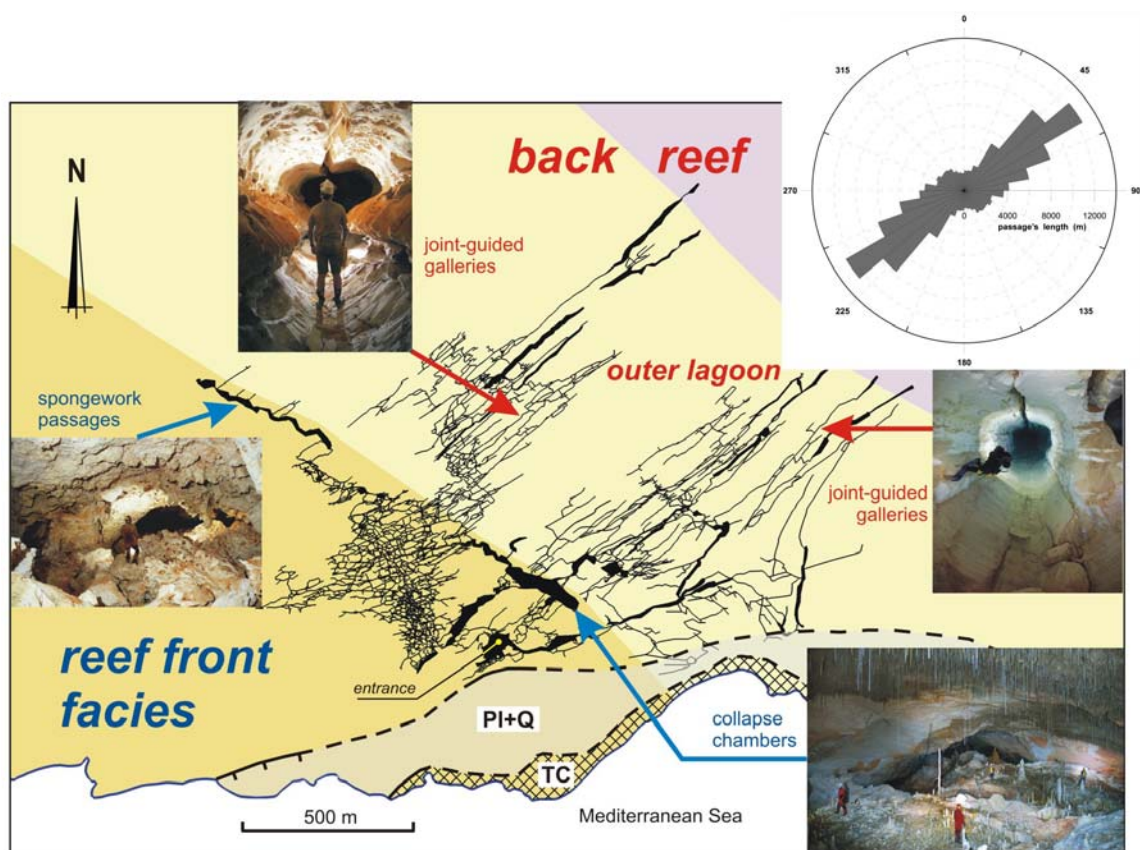 0
45
90
135
180
225
270
315
0 4000 8000 12000
passage's length (m)
N
back reef
joint-guided
galleries
outer lagoon
spongework
passages
joint-guided
galleries
reef front
facies
entrance
Pl+Q
TC
collapse
chambers
500 m
Mediterranean Sea